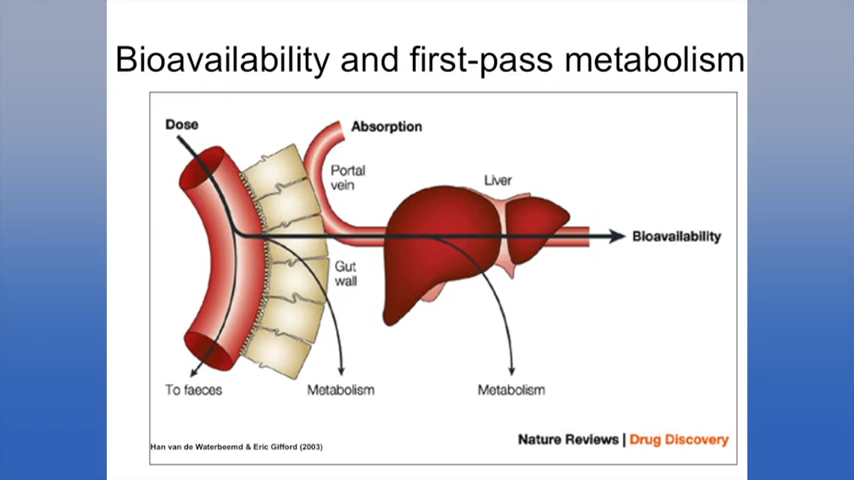 Bioavailability and first-pass metabolism
Dose
Absorption
Portal
vein
Liver
Bioavailability
Gut
wall
To faeces
Metabolism
Metabolism
Han van de Waterbeemd & Eric Gifford (2003)
Nature Reviews | Drug Discovery